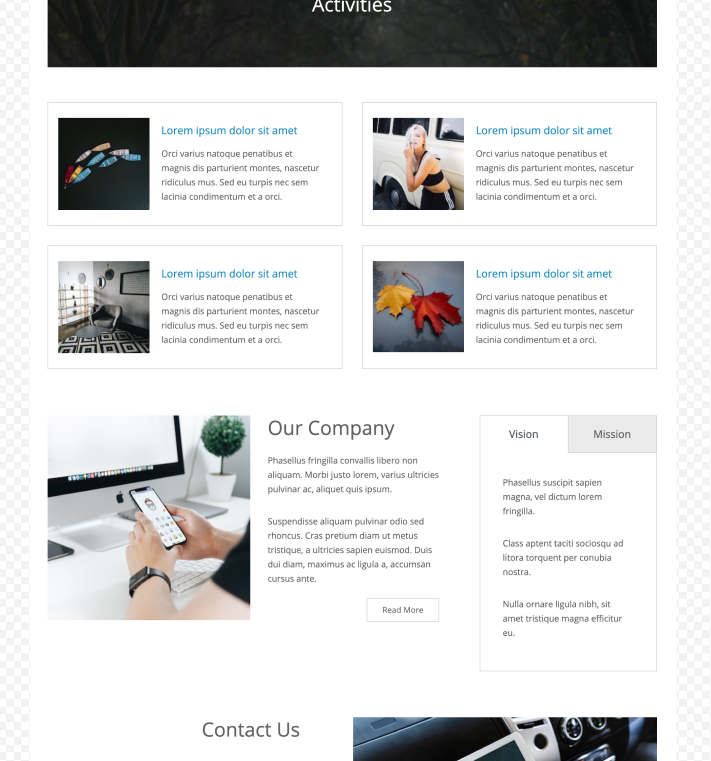 Activities
Lorem ipsum dolor sit amet
Orci varius natoque penatibus et
magnis dis parturient montes, nascetur
ridiculus mus. Sed eu turpis nec sem
lacinia condimentum et a orci.
Lorem ipsum dolor sit amet
Orci varius natoque penatibus et
magnis dis parturient montes, nascetur
ridiculus mus. Sed eu turpis nec sem
lacinia condimentum et a orci.
Lorem ipsum dolor sit amet
Orci varius natoque penatibus et
magnis dis parturient montes, nascetur
ridiculus mus. Sed eu turpis nec sem
lacinia condimentum et a orci.
Lorem ipsum dolor sit amet
Orci varius natoque penatibus et
magnis dis parturient montes, nascetur
ridiculus mus. Sed eu turpis nec sem
lacinia condimentum et a orci.
Our Company
Phasellus fringilla convallis libero non
aliquam. Morbi justo lorem, varius ultricies
pulvinar ac, aliquet quis ipsum.
Suspendisse aliquam pulvinar odio sed
rhoncus. Cras pretium diam ut metus
tristique, a ultricies sapien euismod. Duis
dui diam, maximus ac ligula a, accumsan
cursus ante.
Read More
Vision
Mission
Phasellus suscipit sapien
magna, vel dictum lorem
fringilla.
Class aptent taciti sociosqu ad
litora torquent per conubia
nostra.
Nulla ornare ligula nibh, sit
amet tristique magna efficitur
eu.
Contact Us